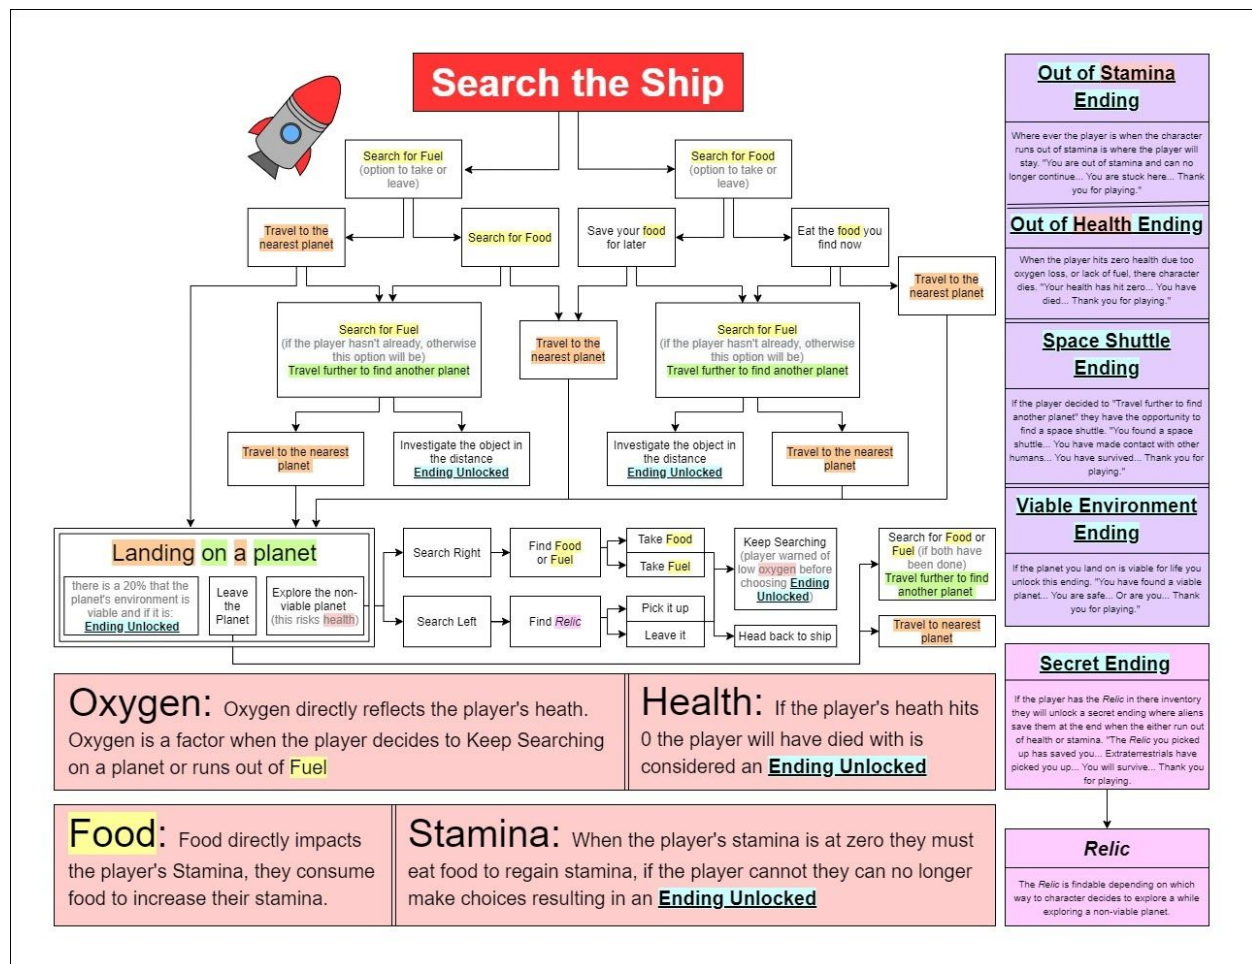 Search the Ship
Search for Fuel
(option to take or
leave)
Search for Food
(option to take or
leave)
Travel to the
nearest planet
Search for Food
Save your food
for later
Eat the food you
find now
Travel to the
nearest planet
Search for Fuel
(if the player hasn't already, otherwise
this option will be)
Travel further to find another planet
Travel to the
nearest planet
Search for Fuel
(if the player hasn't already, otherwise
this option will be)
Travel further to find another planet
Travel to the nearest
planet
Investigate the object in
the distance
Ending Unlocked
Investigate the object in
the distance
Ending Unlocked
Travel to the nearest
planet
Landing on a planet
there is a 20% that the
planet's environment is
viable and if it is:
Ending Unlocked
Leave
the
Planet
Explore the non-
viable planet
(this risks health)
Search Right
Find Food
or Fuel
Take Food
Take Fuel
Search Left
Find Relic
Pick it up
Leave it
Keep Searching
(player warned of
low oxygen before
choosing Ending
Unlocked)
Head back to ship
Search for Food or
Fuel (if both have
been done)
Travel further to find
another planet
Travel to nearest
planet
Oxygen: Oxygen directly reflects the player's heath.
Oxygen is a factor when the player decides to Keep Searching
on a planet or runs out of Fuel
Health: If the player's heath hits
0 the player will have died with is
considered an Ending Unlocked
Food: Food directly impacts
the player's Stamina, they consume
food to increase their stamina.
Stamina: When the player's stamina is at zero they must
eat food to regain stamina, if the player cannot they can no longer
make choices resulting in an Ending Unlocked
Out of Stamina
Ending
Where ever the player is when the character
runs out of stamina is where the player will
stay. "You are out of stamina and can no
longer continue... You are stuck here... Thank
you for playing."
Out of Health Ending
When the player hits zero health due too
oxygen loss, or lack of fuel, there character
dies. "Your health has hit zero... You have
died... Thank you for playing."
Space Shuttle
Ending
If the player decided to "Travel further to find
another planet" they have the opportunity to
find a space shuttle. "You found a space
shuttle... You have made contact with other
humans... You have survived... Thank you for
playing."
Viable Environment
Ending
If the planet you land on is viable for life you
unlock this ending. "You have found a viable
planet... You are safe... Or are you... Thank
you for playing."
Secret Ending
If the player has the Relic in there inventory
they will unlock a secret ending where aliens
save them at the end when the either run out
of health or stamina. "The Relic you picked
up has saved you... Extraterrestrials have
picked you up... You will survive... Thank you
for playing.
Relic
The Relic is findable depending on which
way to character decides to explore a while
exploring a non-viable planet.